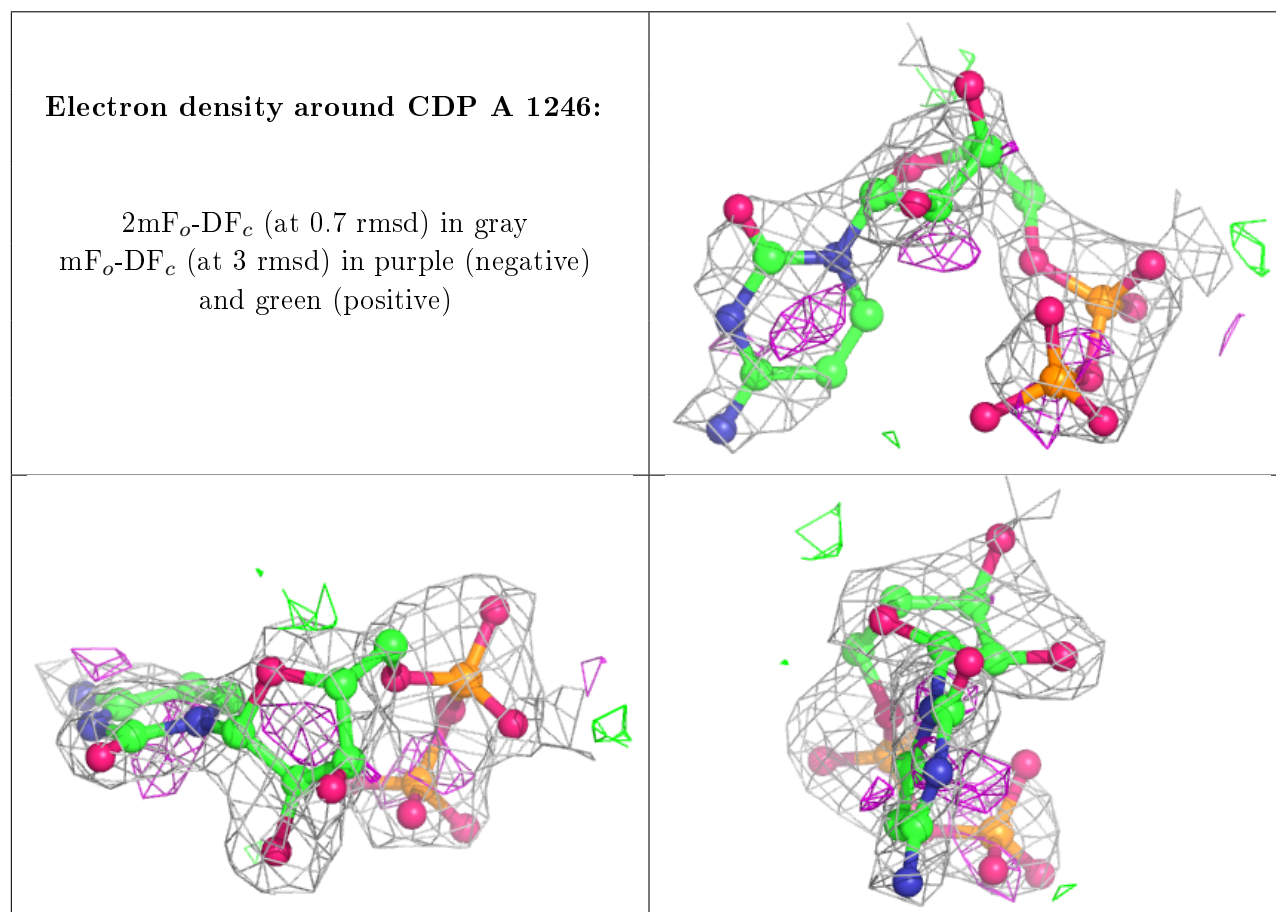 Electron density around CDP A 1246:
2mFo-DFc (at 0.7 rmsd) in gray
mFo-DFc (at 3 rmsd) in purple (negative)
and green (positive)